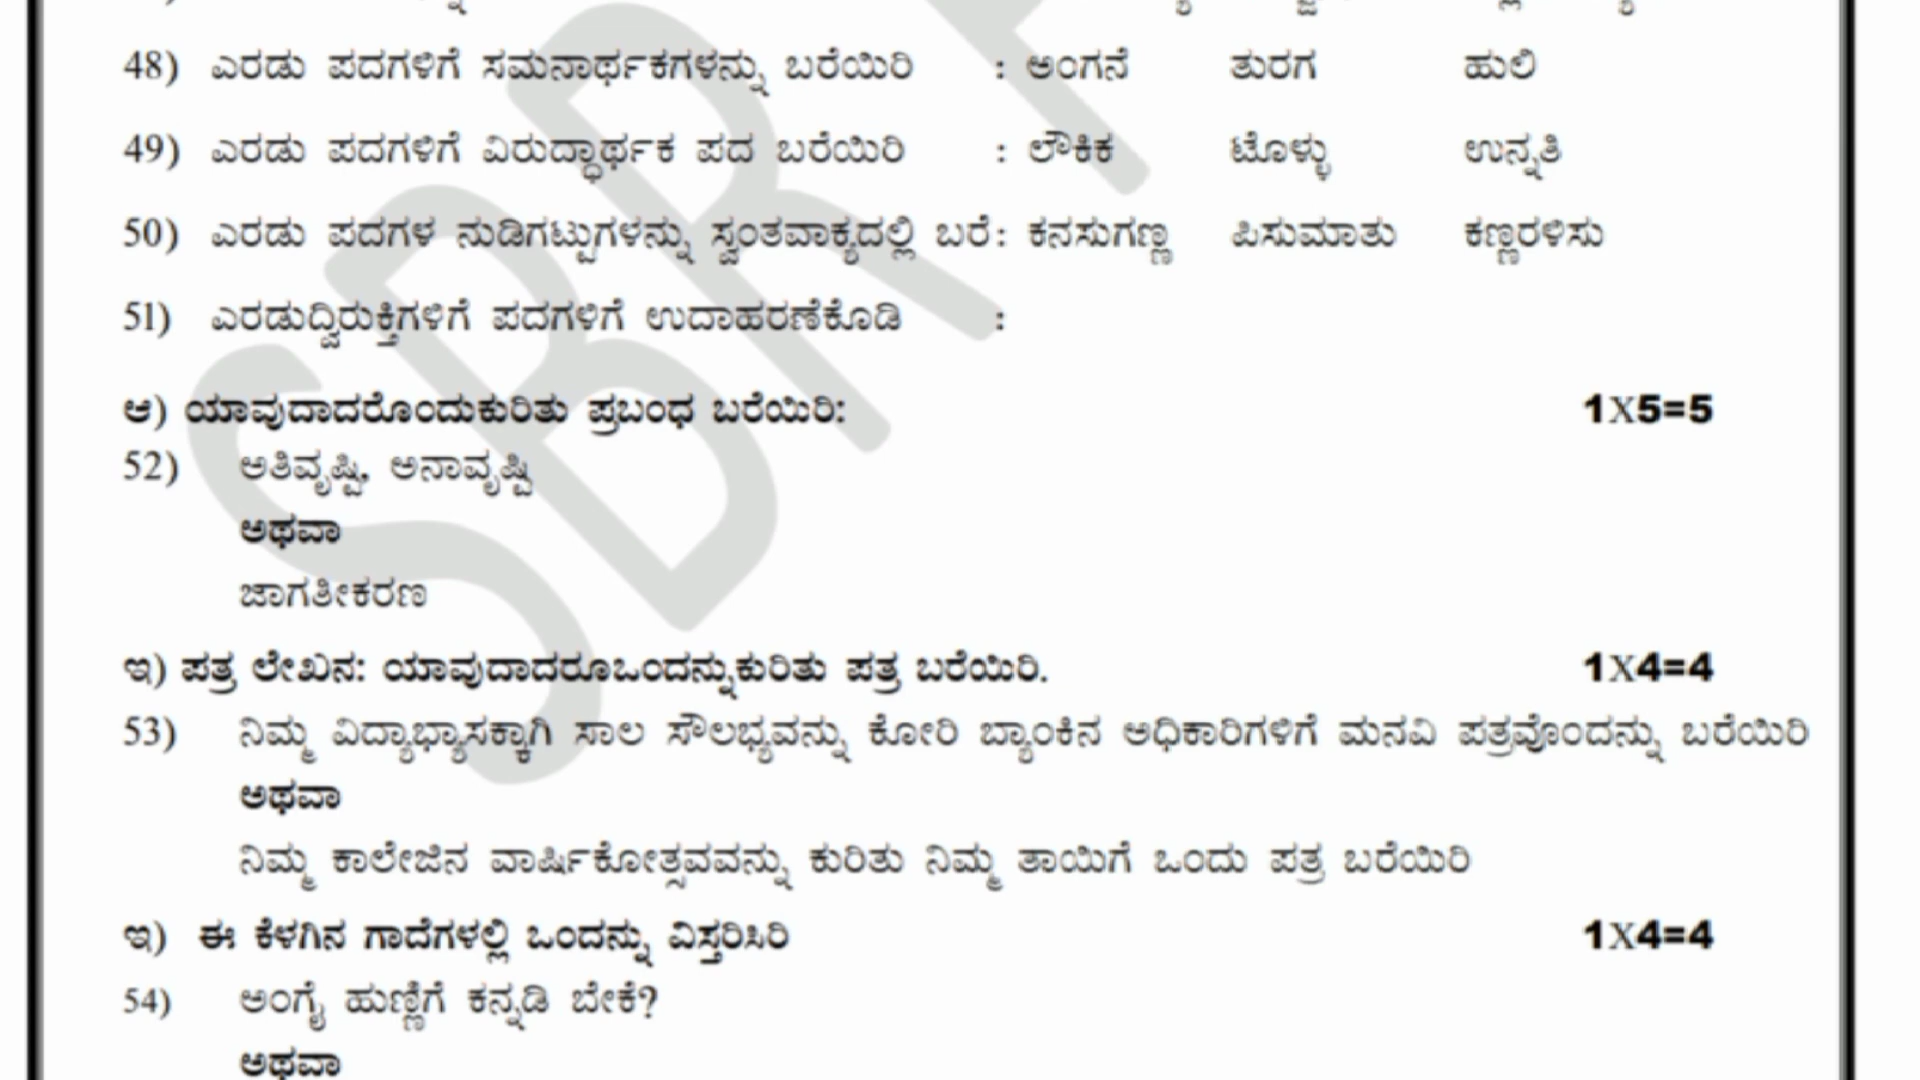 48) ಎರಡು ಪದಗಳಿಗೆ ಸಮನಾರ್ಥಕಗಳನ್ನು ಬರೆಯಿರಿ : ಅಂಗನೆ ತುರಗ ಹುಲಿ
49) ಎರಡು ಪದಗಳಿಗೆ ವಿರುದ್ಧಾರ್ಥಕ ಪದ ಬರೆಯಿರಿ : ಲೌಕಿಕ ಟೊಳ್ಳು ಉನ್ನತಿ
50) ಎರಡು ಪದಗಳ ನುಡಿಗಟ್ಟುಗಳನ್ನು ಸ್ವಂತವಾಕ್ಯದಲ್ಲಿ ಬರೆ: ಕನಸುಗಣ್ಣ ಪಿಸುಮಾತು ಕಣ್ಣರಳಿಸು
51) ಎರಡುದ್ವಿರುಕ್ತಿಗಳಿಗೆ ಪದಗಳಿಗೆ ಉದಾಹರಣೆಕೊಡಿ :
ಆ) ಯಾವುದಾದರೊಂದುಕುರಿತು ಪ್ರಬಂಧ ಬರೆಯಿರಿ: 1X5=5
52) ಅತಿವೃಷ್ಟಿ, ಅನಾವೃಷ್ಟಿ
ಅಥವಾ
ಜಾಗತೀಕರಣ
ಇ) ಪತ್ರ ಲೇಖನ: ಯಾವುದಾದರೂಒಂದನ್ನುಕುರಿತು ಪತ್ರ ಬರೆಯಿರಿ. 1X4=4
53) ನಿಮ್ಮ ವಿದ್ಯಾಭ್ಯಾಸಕ್ಕಾಗಿ ಸಾಲ ಸೌಲಭ್ಯವನ್ನು ಕೋರಿ ಬ್ಯಾಂಕಿನ ಅಧಿಕಾರಿಗಳಿಗೆ ಮನವಿ ಪತ್ರವೊಂದನ್ನು ಬರೆಯಿರಿ
ಅಥವಾ
ನಿಮ್ಮ ಕಾಲೇಜಿನ ವಾರ್ಷಿಕೋತ್ಸವವನ್ನು ಕುರಿತು ನಿಮ್ಮ ತಾಯಿಗೆ ಒಂದು ಪತ್ರ ಬರೆಯಿರಿ
ಇ) ಈ ಕೆಳಗಿನ ಗಾದೆಗಳಲ್ಲಿ ಒಂದನ್ನು ವಿಸ್ತರಿಸಿರಿ 1X4=4
54) ಅಂಗೈ ಹುಣ್ಣಿಗೆ ಕನ್ನಡಿ ಬೇಕೆ?
ಅಥವಾ